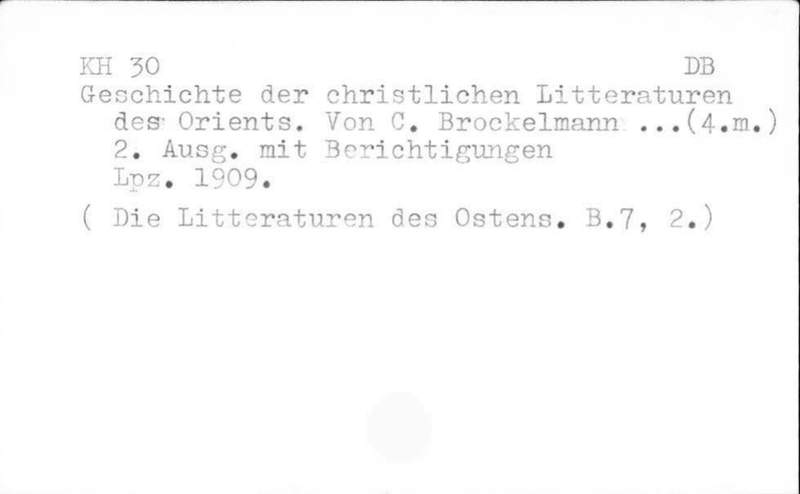 KH 30 DB
Geschichte der christlichen Litteraturen
des Orients. Von C. Brockelmann ...(4.m.)
2. Ausg. mit Berichtigungen
Lpz. 1909.
( Die Litteraturen des Ostens. B.7, 2.)